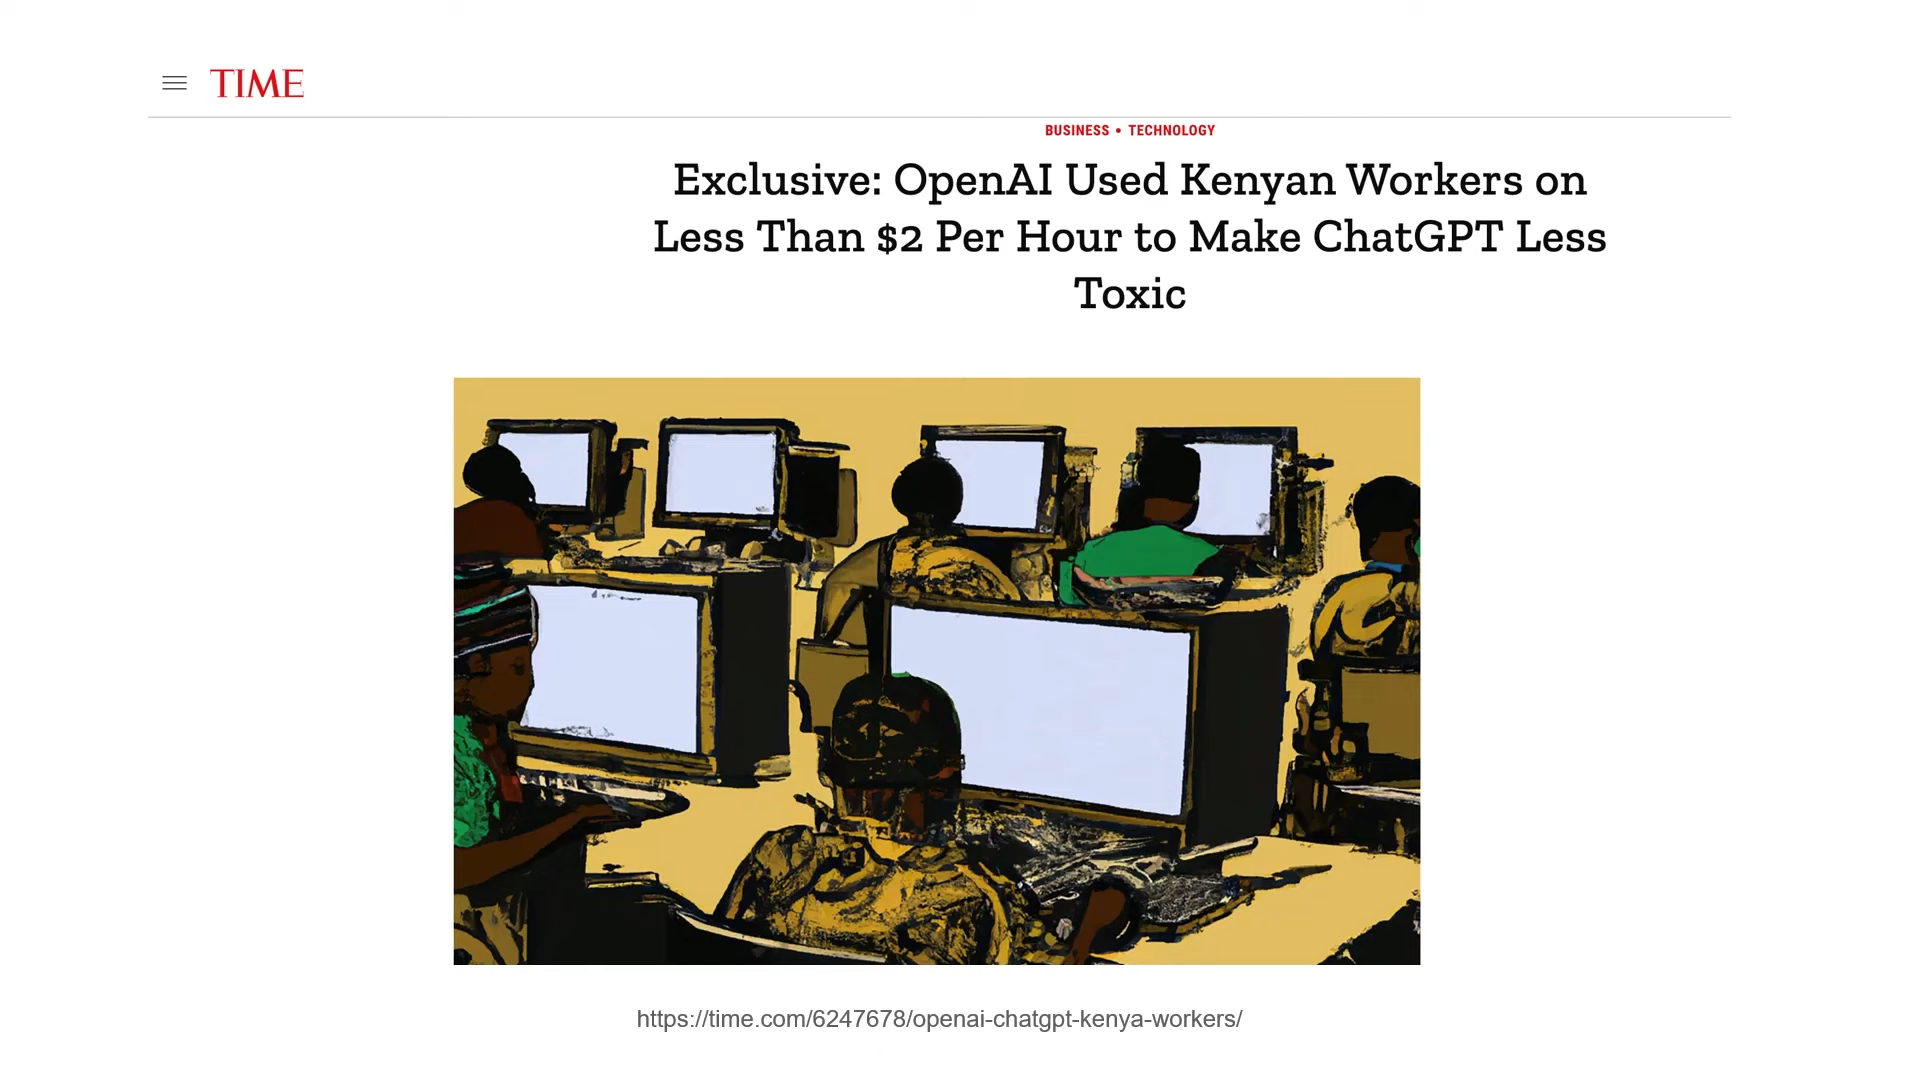 TIME
BUSINESS • TECHNOLOGY
Exclusive: OpenAI Used Kenyan Workers on
Less Than $2 Per Hour to Make ChatGPT Less
Toxic
https://time.com/6247678/openai-chatgpt-kenya-workers/